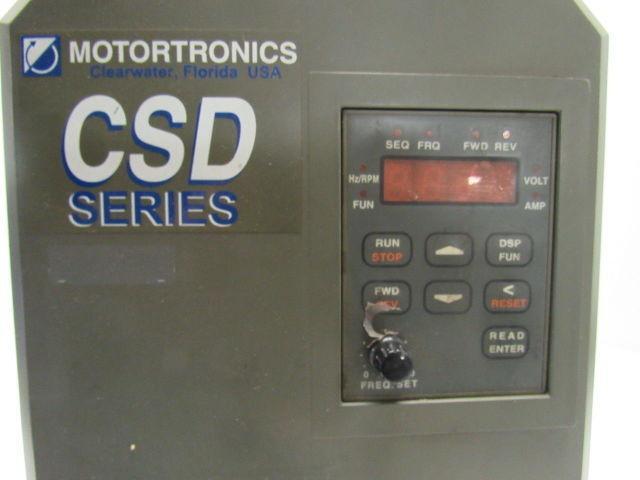 MOTORTRONICS
Clearwater, Florida USA
CSD
SERIES
SEQ FRQ FWD REV
Hz/RPM
VOLT
FUN
AMP
RUN
STOP
DSP
FUN
FWD
<
RESET
READ
ENTER
0
FREQ.SET